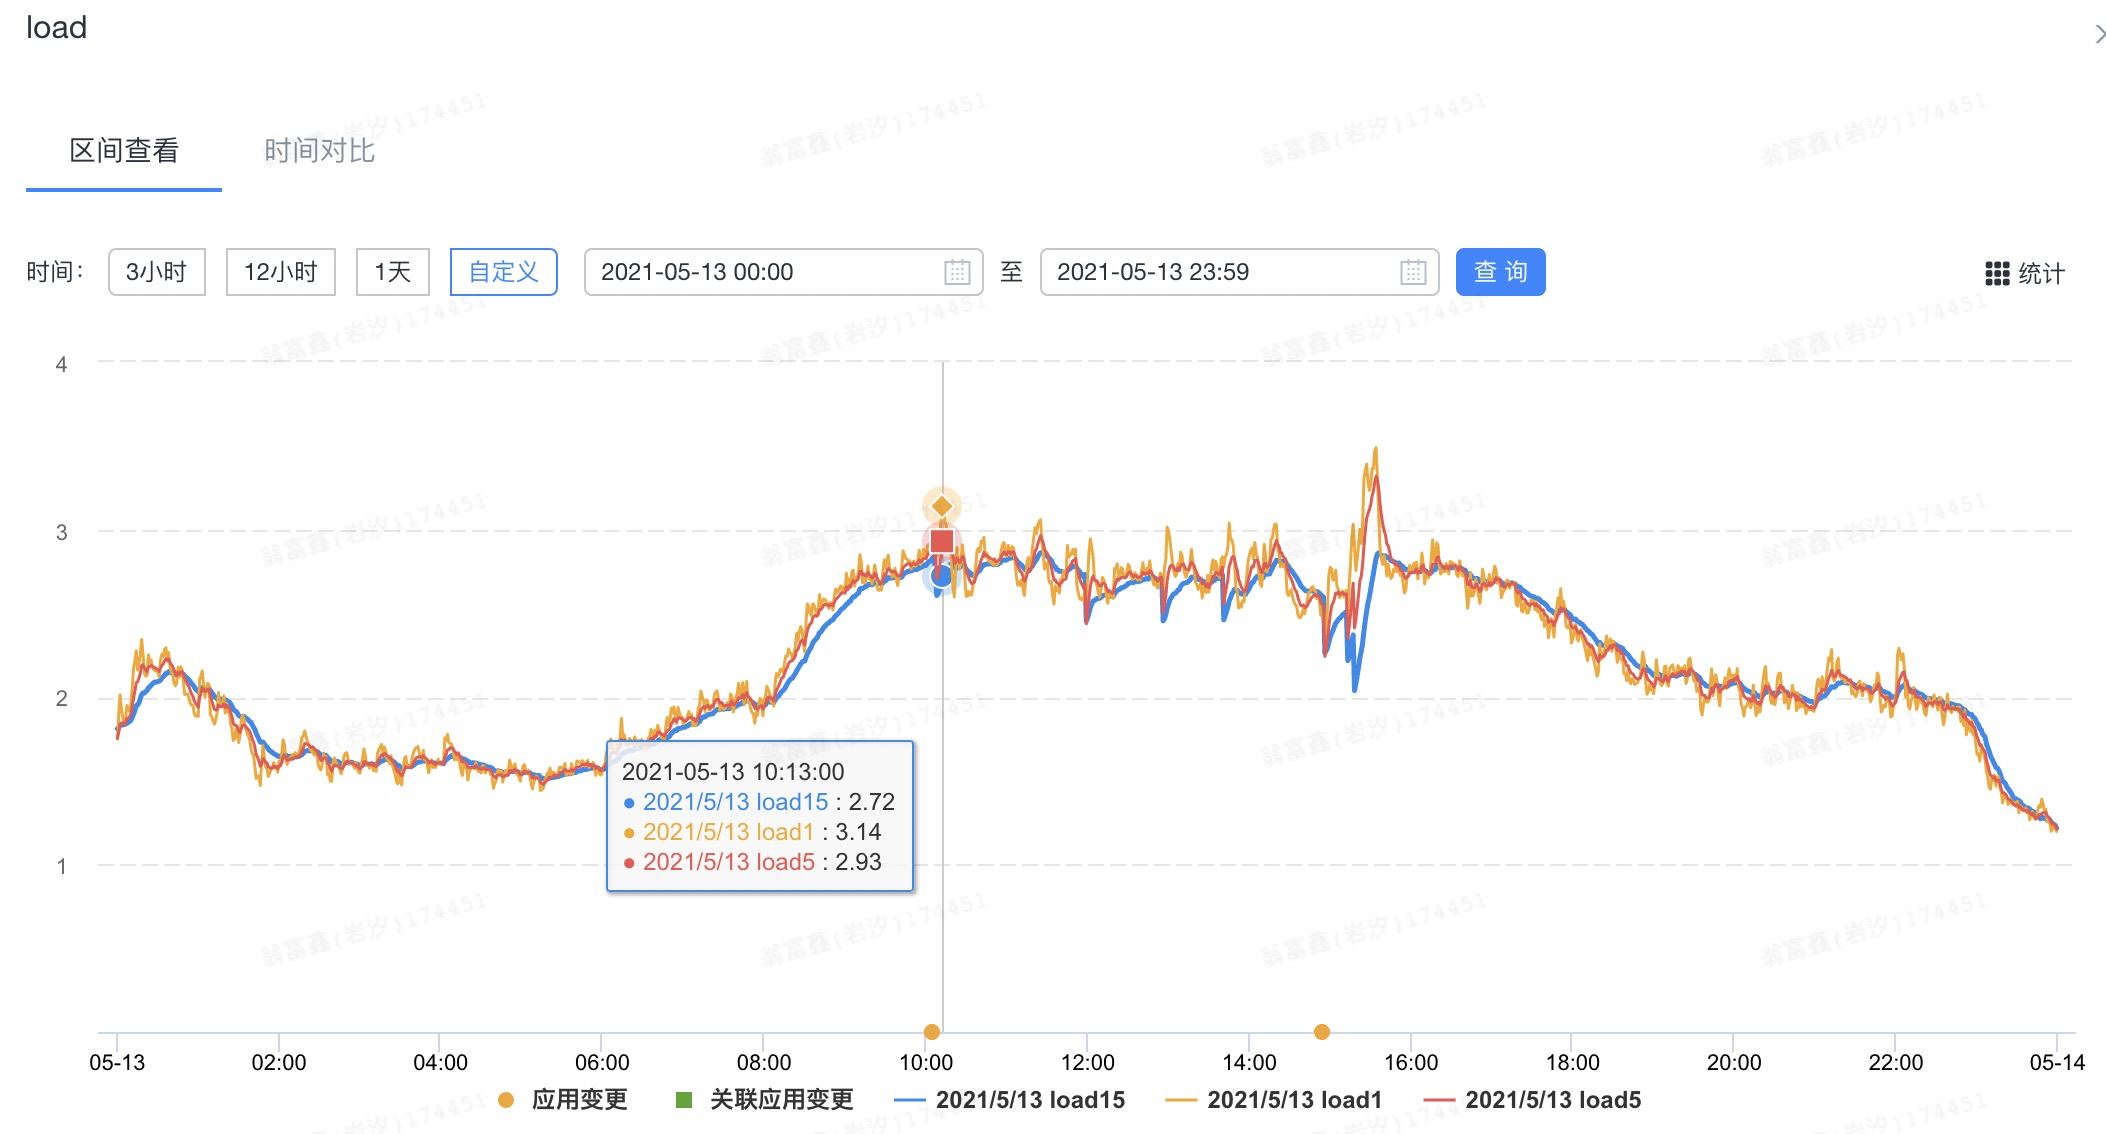 load
区间查看 时间对比
时间： 3小时 12小时 1天 自定义 2021-05-13 00:00 至 2021-05-13 23:59 查 询 统计
翁富鑫(岩汐)174451
4
3
2
1
2021-05-13 10:13:00
2021/5/13 load15 : 2.72
2021/5/13 load1 : 3.14
2021/5/13 load5 : 2.93
05-13 02:00 04:00 06:00 08:00 10:00 12:00 14:00 16:00 18:00 20:00 22:00 05-14
应用变更 关联应用变更 2021/5/13 load15 2021/5/13 load1 2021/5/13 load5